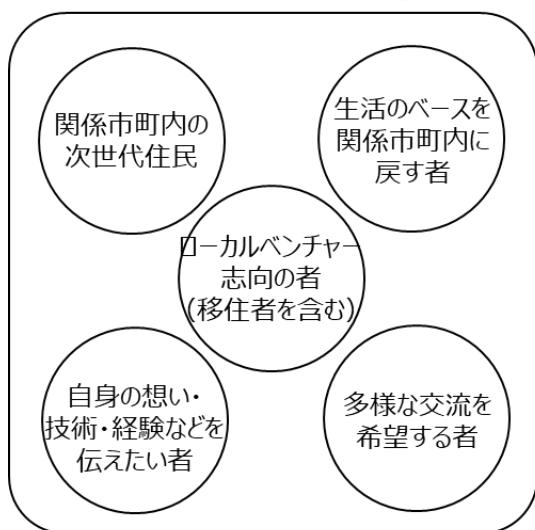 関係市町内の
次世代住民
生活のベースを
関係市町内に
戻す者
ローカルベンチャー
志向の者
(移住者を含む)
自身の想い・
技術・経験などを
伝えたい者
多様な交流を
希望する者